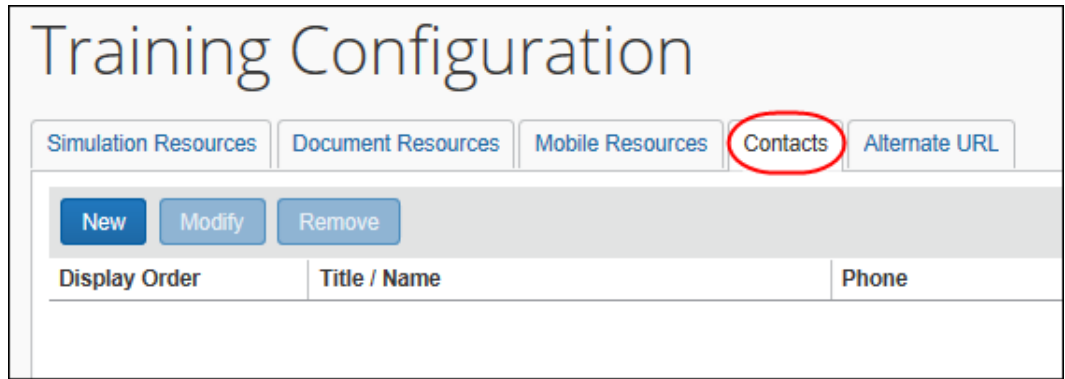 Training Configuration
Simulation Resources Document Resources Mobile Resources Contacts Alternate URL
New Modify Remove
Display Order Title / Name Phone